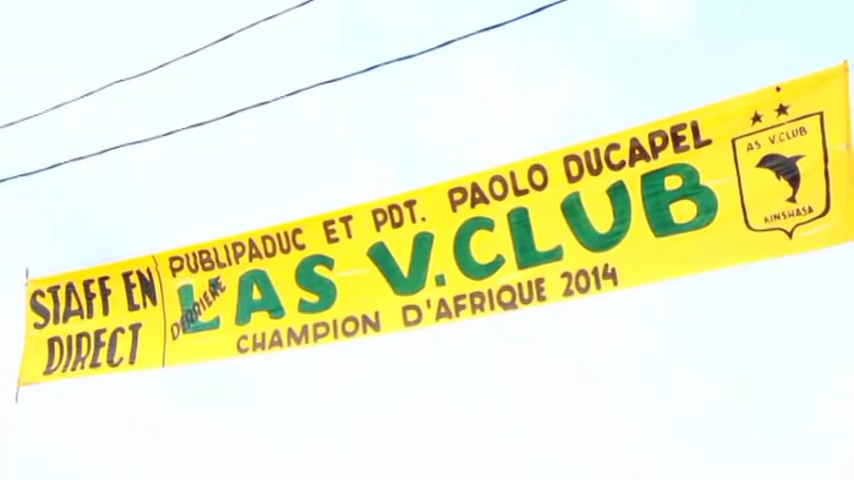 STAFF EN
DIRECT
PUBLIPADUC ET PDT. PAOLO DUCAPEL
DERRIERE L'AS V.CLUB
CHAMPION D'AFRIQUE 2014
AS V.CLUB
KINSHASA